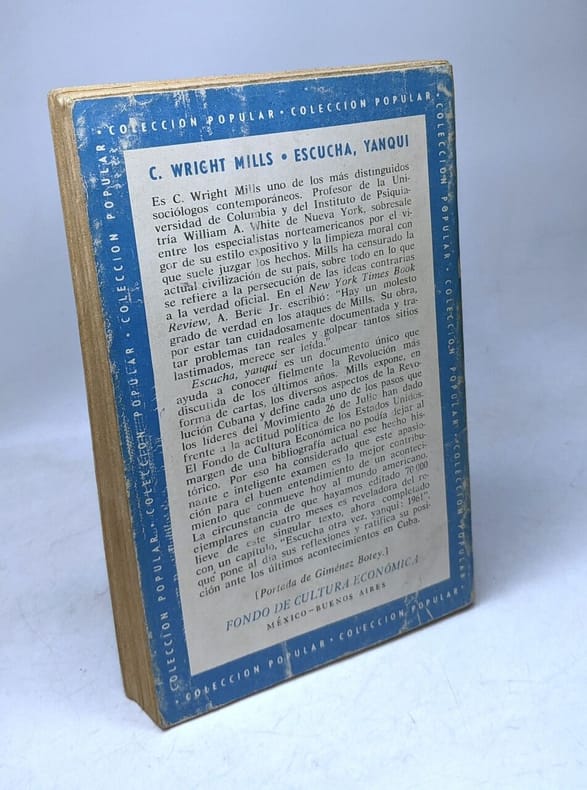 COLECCION POPULAR • COLECCION POPULAR •
C. WRIGHT MILLS • ESCUCHA, YANQUI
Es C. Wright Mills uno de los más distinguidos
sociólogos contemporáneos. Profesor de la Uni-
versidad de Columbia y del Instituto de Psiquia-
tría William A. White de Nueva York, sobresale
entre los especialistas norteamericanos por el vi-
gor de su estilo expositivo y la limpieza moral con
que suele juzgar los hechos. Mills ha censurado la
actual civilización de su país, sobre todo en lo que
se refiere a la persecución de las ideas contrarias
a la verdad oficial. En el New York Times Book
Review, A. Berle Jr. escribió: "Hay un molesto
grado de verdad en los ataques de Mills. Su obra,
por estar tan cuidadosamente documentada y tra-
tar problemas tan reales y golpear tantos sitios
lastimados, merece ser leída."
Escucha, yanqui es un documento único que
ayuda a conocer fielmente la Revolución más
discutida de los últimos años. Mills expone, en
forma de cartas, los diversos aspectos de la Revo-
lución Cubana y define cada uno de los pasos que
los líderes del Movimiento 26 de Julio han dado
frente a la actitud política de los Estados Unidos.
El Fondo de Cultura Económica no podía dejar al
margen de una bibliografía actual ese hecho his-
tórico. Por eso ha considerado que este apasio-
nante e inteligente examen es la mejor contribu-
ción para el buen entendimiento de un aconteci-
miento que conmueve hoy al mundo americano.
La circunstancia de que hayamos editado 70 000
ejemplares en cuatro meses es reveladora del re-
lieve de este singular texto, ahora completado
con un capítulo, "Escucha otra vez, yanqui: 1961",
que pone al día sus reflexiones y ratifica su posi-
ción ante los últimos acontecimientos en Cuba.
[Portada de Giménez Botey.]
FONDO DE CULTURA ECONÓMICA
MÉXICO–BUENOS AIRES
• COLECCION POPULAR • COLECCION POPULAR •
COLECCION POPULAR • COLECCION POPULAR • COLECCION POPULAR •
• COLECCION POPULAR • COLECCION POPULAR • COLECCION POPULAR